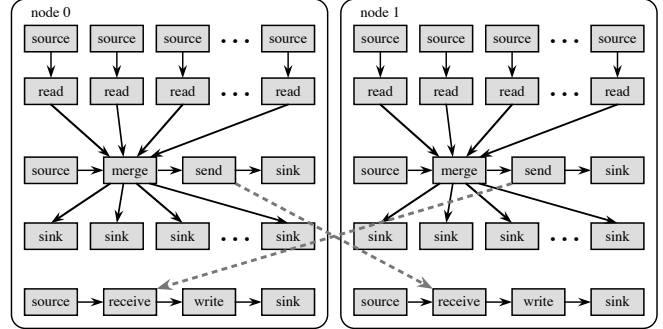 node 0
source source source ... source
read read read ... read
source merge send sink
sink sink sink ... sink
source receive write sink
node 1
source source source ... source
read read read ... read
source merge send sink
sink sink sink ... sink
source receive write sink